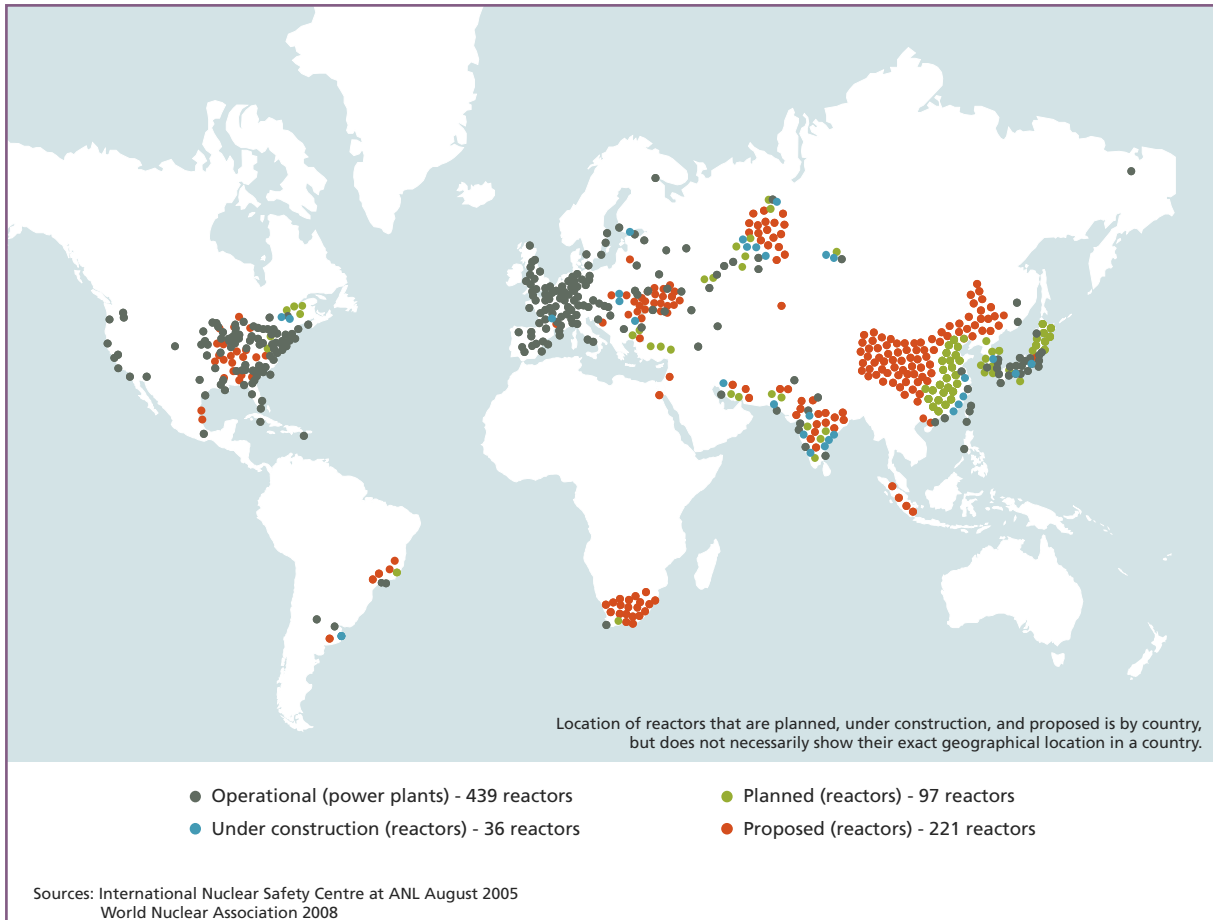 Location of reactors that are planned, under construction, and proposed is by country,
but does not necessarily show their exact geographical location in a country.
Operational (power plants) - 439 reactors
Planned (reactors) - 97 reactors
Under construction (reactors) - 36 reactors
Proposed (reactors) - 221 reactors
Sources: International Nuclear Safety Centre at ANL August 2005
World Nuclear Association 2008